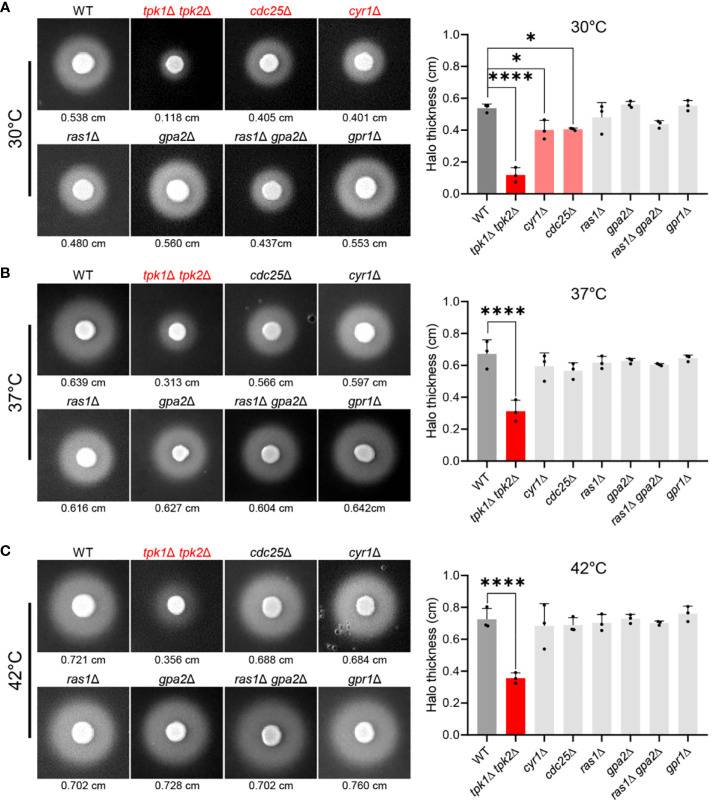 A
30°C
WT tpk1Δ tpk2Δ cdc25Δ cyr1Δ
0.538 cm 0.118 cm 0.405 cm 0.401 cm
ras1Δ gpa2Δ ras1Δ gpa2Δ gpr1Δ
0.480 cm 0.560 cm 0.437cm 0.553 cm
30°C
Halo thickness (cm)
1.0
0.8
0.6
0.4
0.2
0.0
*
*
****
WT tpk1Δ tpk2Δ cyr1Δ cdc25Δ ras1Δ gpa2Δ ras1Δ gpa2Δ gpr1Δ
B
37°C
WT tpk1Δ tpk2Δ cdc25Δ cyr1Δ
0.639 cm 0.313 cm 0.566 cm 0.597 cm
ras1Δ gpa2Δ ras1Δ gpa2Δ gpr1Δ
0.616 cm 0.627 cm 0.604 cm 0.642cm
37°C
Halo thickness (cm)
1.0
0.8
0.6
0.4
0.2
0.0
****
WT tpk1Δ tpk2Δ cyr1Δ cdc25Δ ras1Δ gpa2Δ ras1Δ gpa2Δ gpr1Δ
C
42°C
WT tpk1Δ tpk2Δ cdc25Δ cyr1Δ
0.721 cm 0.356 cm 0.688 cm 0.684 cm
ras1Δ gpa2Δ ras1Δ gpa2Δ gpr1Δ
0.702 cm 0.728 cm 0.702 cm 0.760 cm
42°C
Halo thickness (cm)
1.0
0.8
0.6
0.4
0.2
0.0
****
WT tpk1Δ tpk2Δ cyr1Δ cdc25Δ ras1Δ gpa2Δ ras1Δ gpa2Δ gpr1Δ